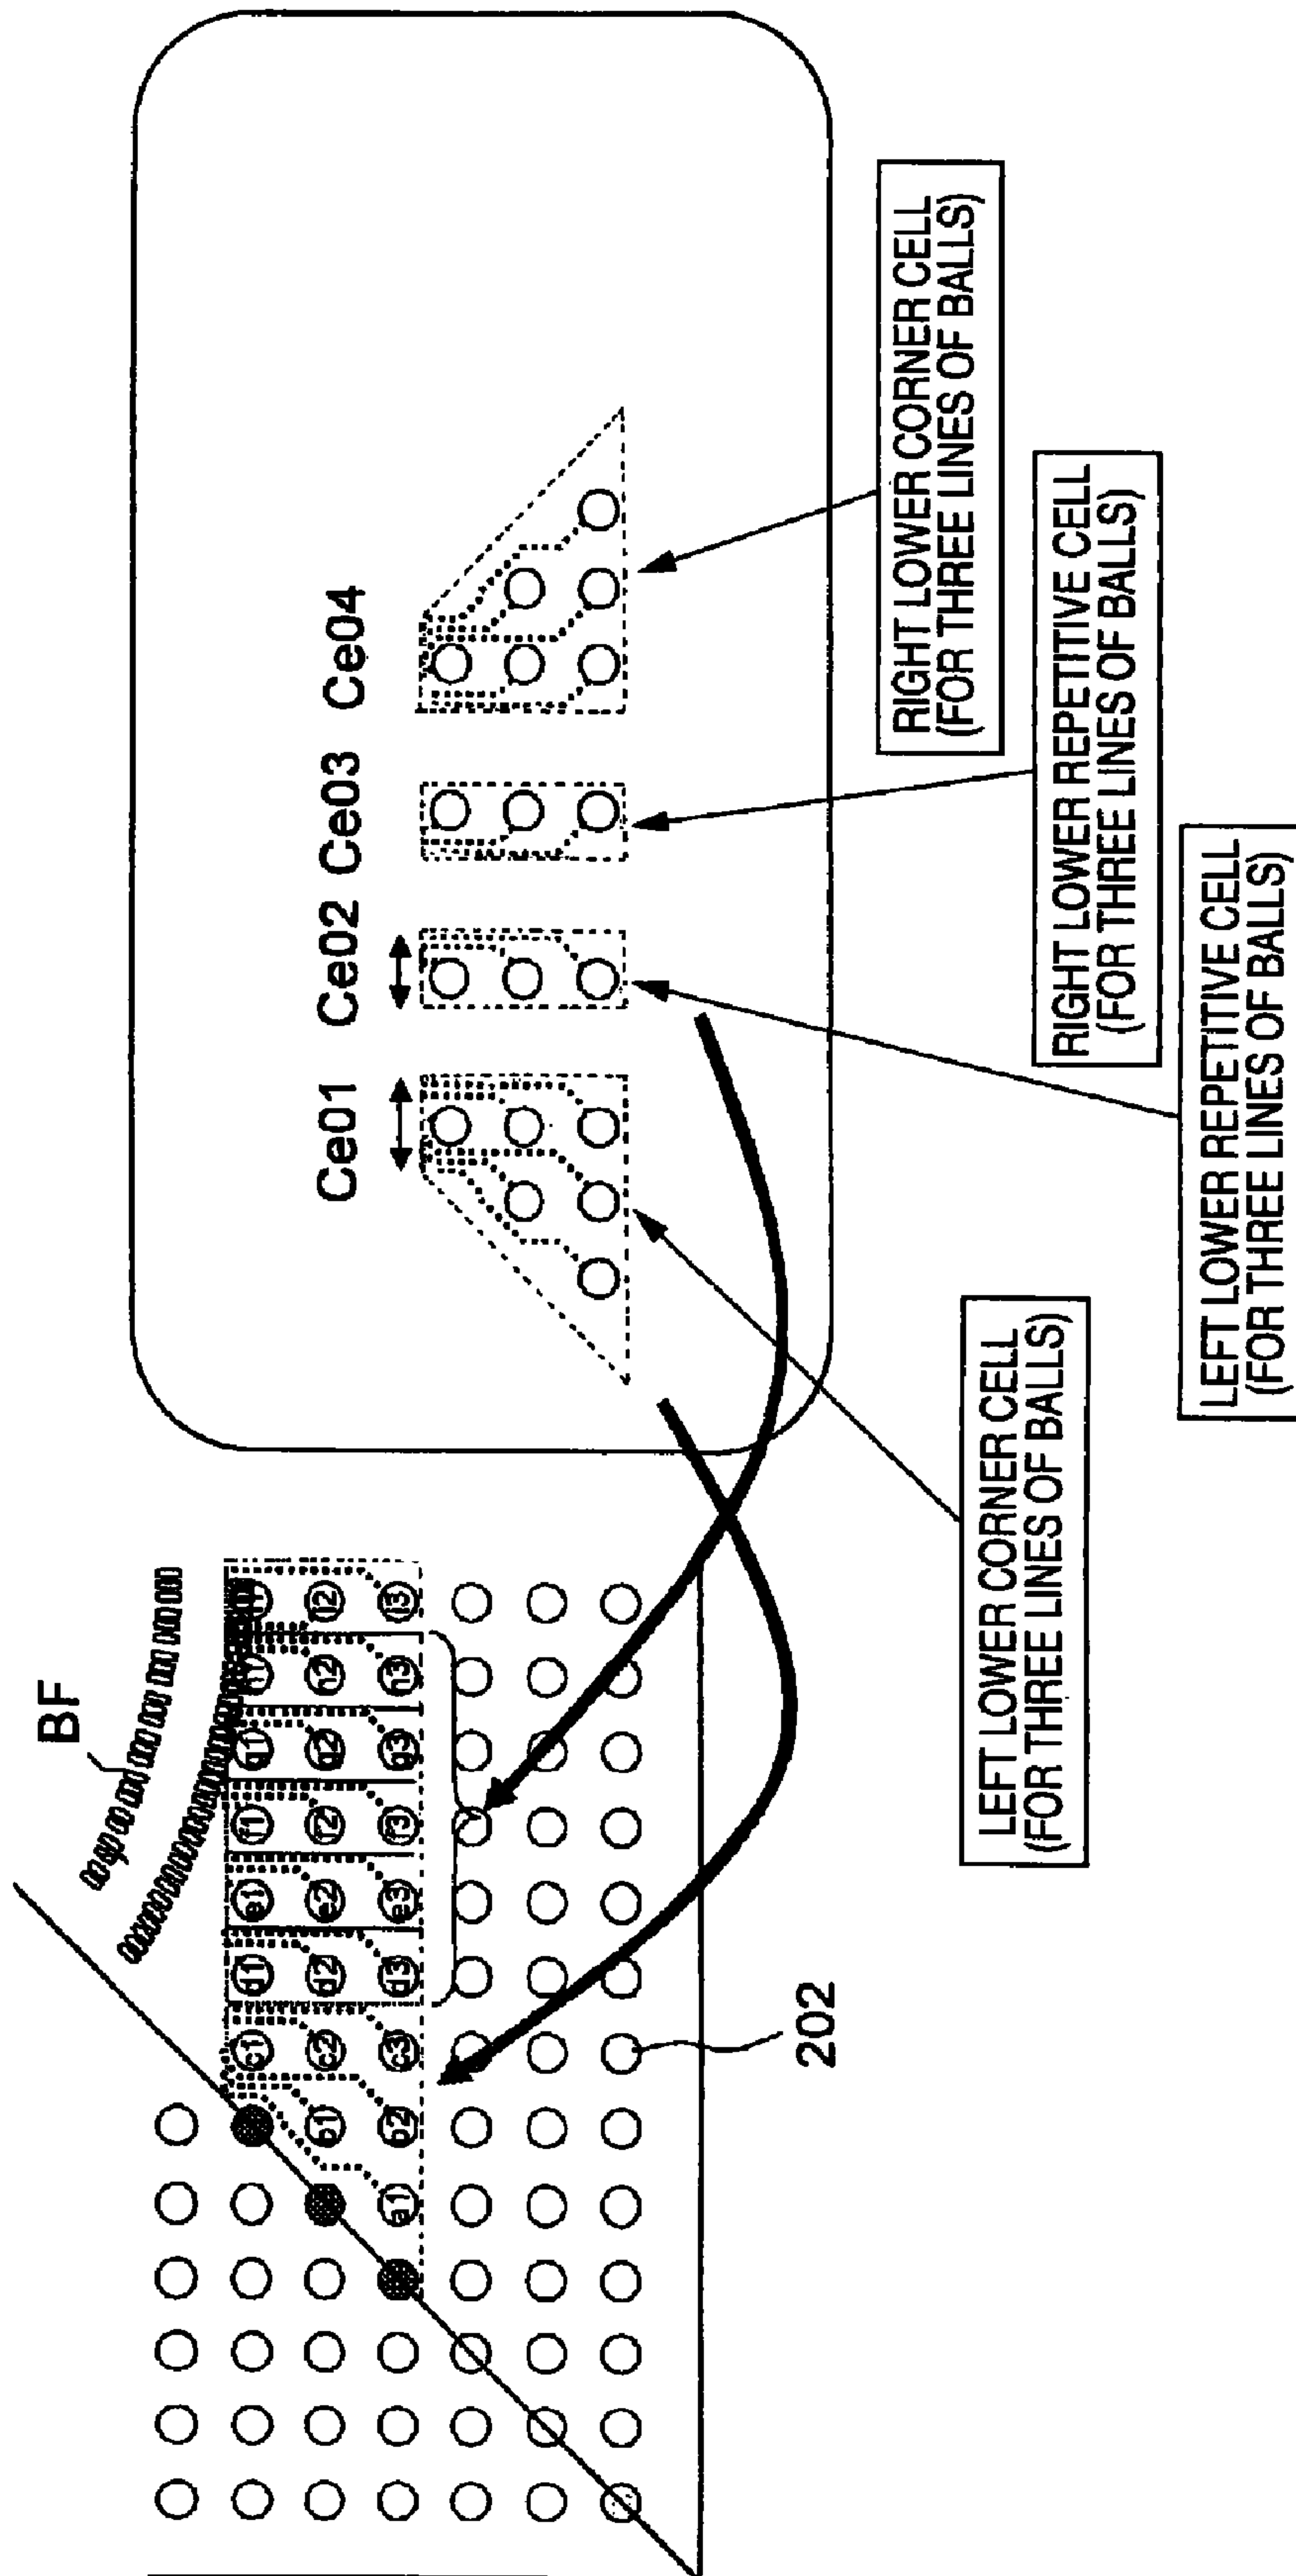 BF
c1 d1 e1 f1 g1
b1 c2 d2 e2 f2 g2 h2 i2
a1 b2 c3 d3 e3 f3 g3 h3 i3
202
Ce01 Ce02 Ce03 Ce04
RIGHT LOWER CORNER CELL
(FOR THREE LINES OF BALLS)
RIGHT LOWER REPETITIVE CELL
(FOR THREE LINES OF BALLS)
LEFT LOWER CORNER CELL
(FOR THREE LINES OF BALLS)
LEFT LOWER REPETITIVE CELL
(FOR THREE LINES OF BALLS)